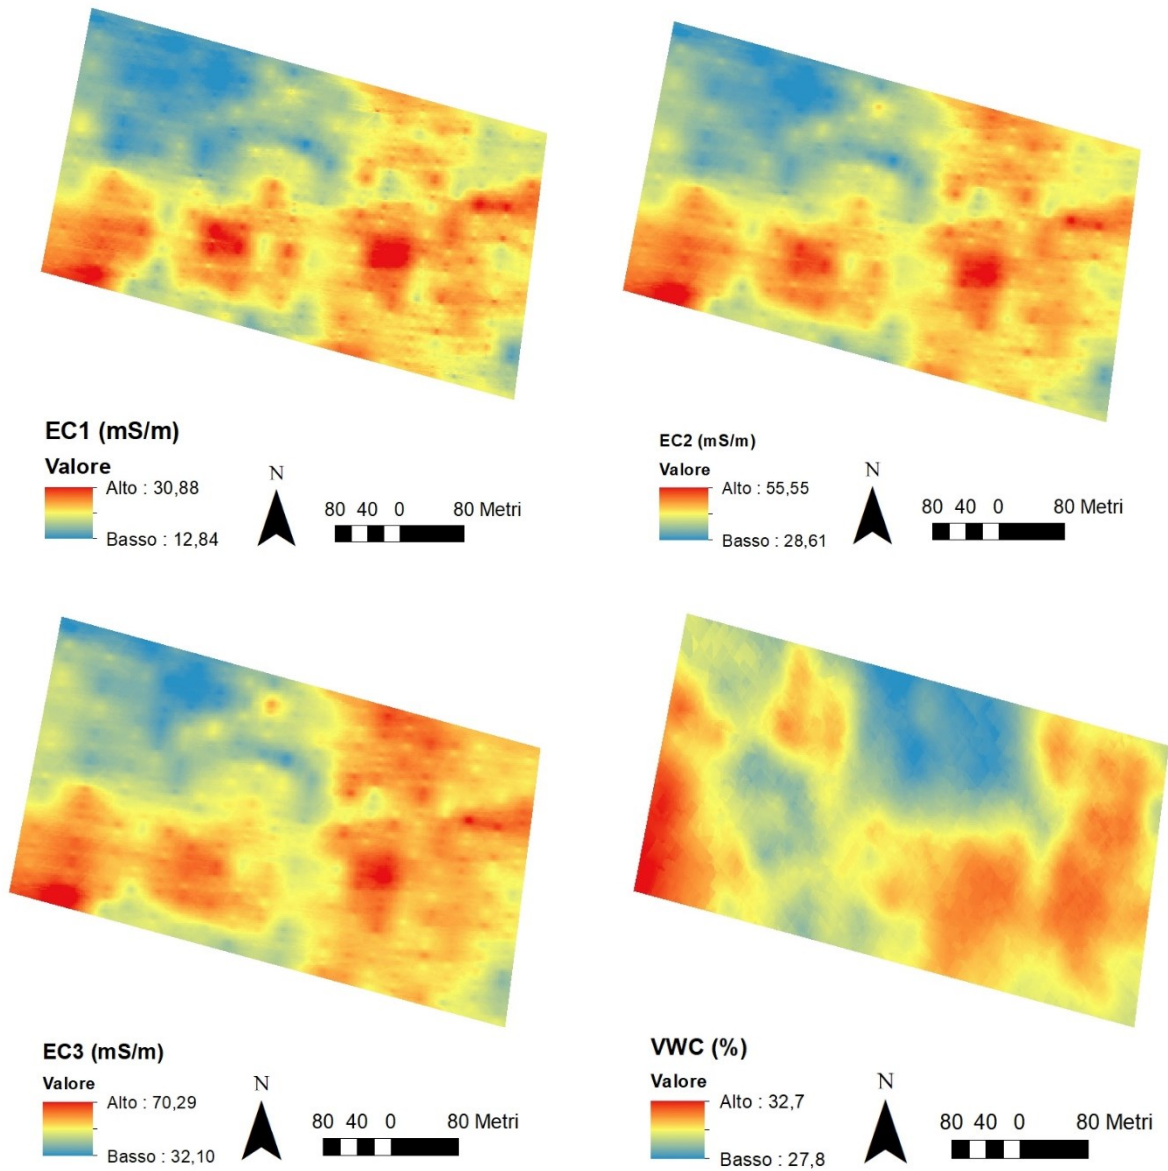 EC1 (mS/m)
Valore
Alto : 30,88
Basso : 12,84
N
80 40 0 80 Metri
EC2 (mS/m)
Valore
Alto : 55,55
Basso : 28,61
N
80 40 0 80 Metri
EC3 (mS/m)
Valore
Alto : 70,29
Basso : 32,10
N
80 40 0 80 Metri
VWC (%)
Valore
Alto : 32,7
Basso : 27,8
N
80 40 0 80 Metri